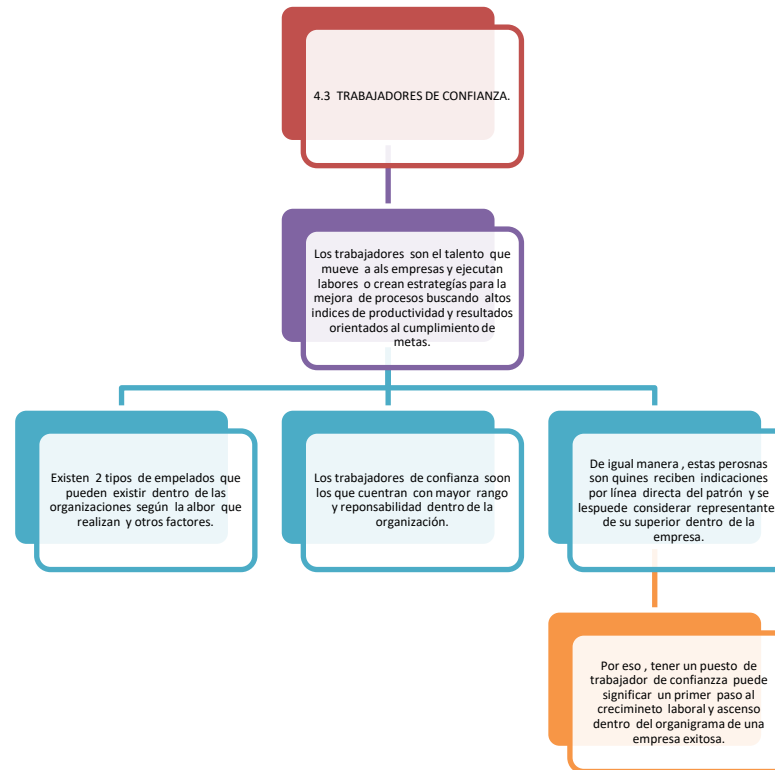 4.3 TRABAJADORES DE CONFIANZA.
Los trabajadores son el talento que
mueve a als empresas y ejecutan
labores o crean estrategías para la
mejora de procesos buscando altos
indices de productividad y resultados
orientados al cumplimiento de
metas.
Existen 2 tipos de empelados que
pueden existir dentro de las
organizaciones según la albor que
realizan y otros factores.
Los trabajadores de confianza soon
los que cuentran con mayor rango
y reponsabilidad dentro de la
organización.
De igual manera , estas perosnas
son quines reciben indicaciones
por línea directa del patrón y se
lespuede considerar representante
de su superior dentro de la
empresa.
Por eso , tener un puesto de
trabajador de confianzza puede
significar un primer paso al
crecimineto laboral y ascenso
dentro del organigrama de una
empresa exitosa.